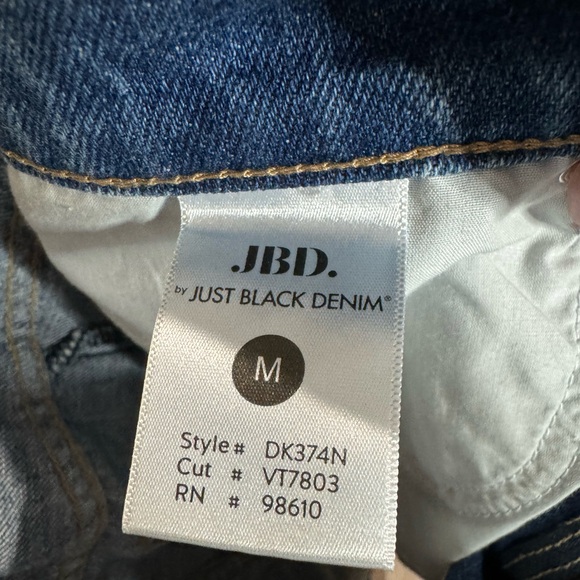 JBD.
by JUST BLACK DENIM®
M
Style# DK374N
Cut # VT7803
RN # 98610